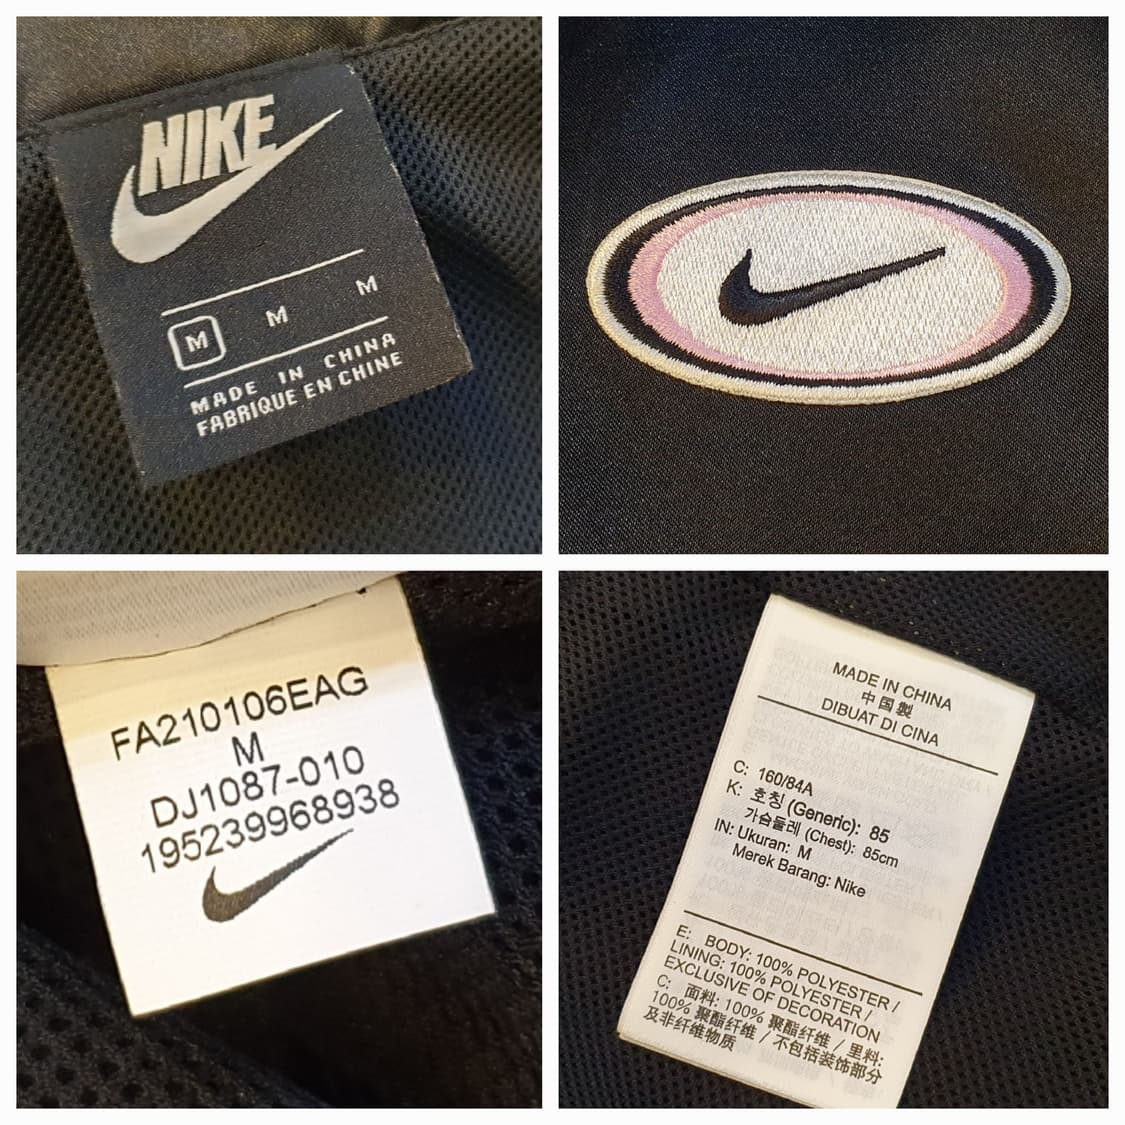 NIKE
M M M
MADE IN CHINA
FABRIQUE EN CHINE
FA210106EAG
M
DJ1087-010
195239968938
MADE IN CHINA
中国製
DIBUAT DI CINA
C: 160/84A
K: 호칭 (Generic): 85
가슴둘레 (Chest): 85cm
IN: Ukuran: M
Merek Barang: Nike
E: BODY: 100% POLYESTER /
LINING: 100% POLYESTER /
EXCLUSIVE OF DECORATION
C: 面料: 100% 聚酯纤维 / 里料:
100% 聚酯纤维 / 不包括装饰部分
及非纤维物质